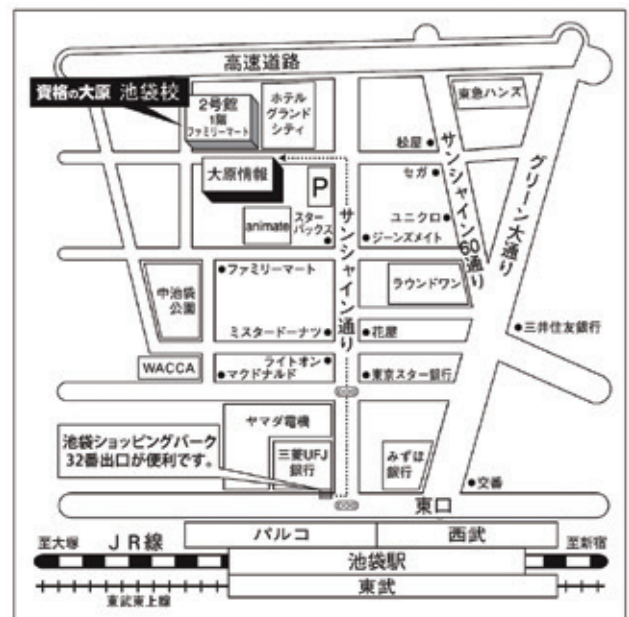 高速道路
資格の大原 池袋校
2号館
1階
ファミリーマート
ホテル
グランド
シティ
東急ハンズ
松屋
サンシャイン60通り
グリーン大通り
大原情報
P
セガ
animate
スター
バックス
サンシャイン通り
ユニクロ
ジーンズメイト
中池袋
公園
ファミリーマート
ラウンドワン
ミスタードーナツ
花屋
三井住友銀行
WACCA
ライトオン
マクドナルド
東京スター銀行
ヤマダ電機
池袋ショッピングパーク
32番出口が便利です。
三菱UFJ
銀行
みずほ
銀行
交番
東口
パルコ
西武
至大塚
JR線
池袋駅
至新宿
東武
東武東上線